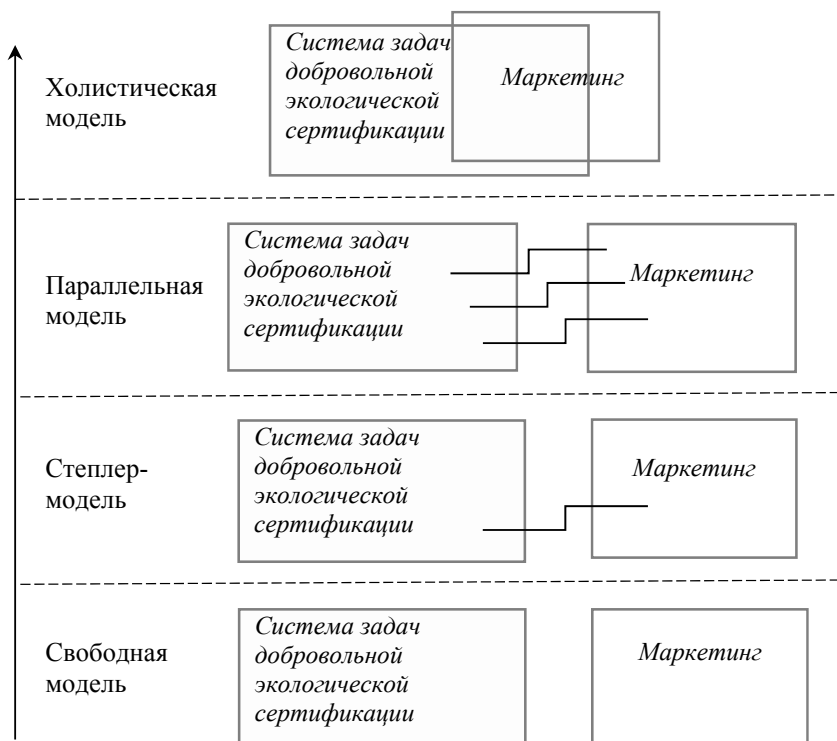 Холистическая
модель
Система задач
добровольной
экологической
сертификации
Маркетинг
Параллельная
модель
Система задач
добровольной
экологической
сертификации
Маркетинг
Степлер-
модель
Система задач
добровольной
экологической
сертификации
Маркетинг
Свободная
модель
Система задач
добровольной
экологической
сертификации
Маркетинг